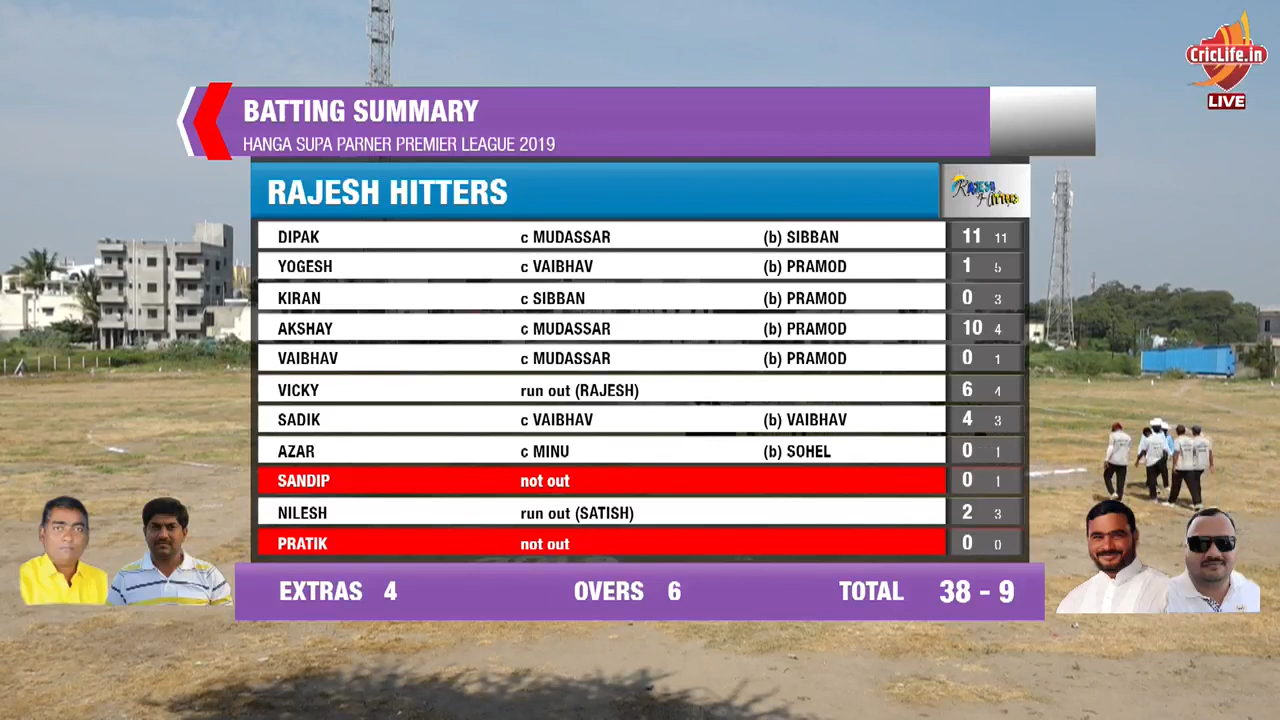 CricLife.in
LIVE
BATTING SUMMARY
HANGA SUPA PARNER PREMIER LEAGUE 2019
RAJESH HITTERS
RAJESH HITTERS
DIPAK c MUDASSAR (b) SIBBAN 11 11
YOGESH c VAIBHAV (b) PRAMOD 1 5
KIRAN c SIBBAN (b) PRAMOD 0 3
AKSHAY c MUDASSAR (b) PRAMOD 10 4
VAIBHAV c MUDASSAR (b) PRAMOD 0 1
VICKY run out (RAJESH) 6 4
SADIK c VAIBHAV (b) VAIBHAV 4 3
AZAR c MINU (b) SOHEL 0 1
SANDIP not out 0 1
NILESH run out (SATISH) 2 3
PRATIK not out 0 0
EXTRAS 4 OVERS 6 TOTAL 38 - 9